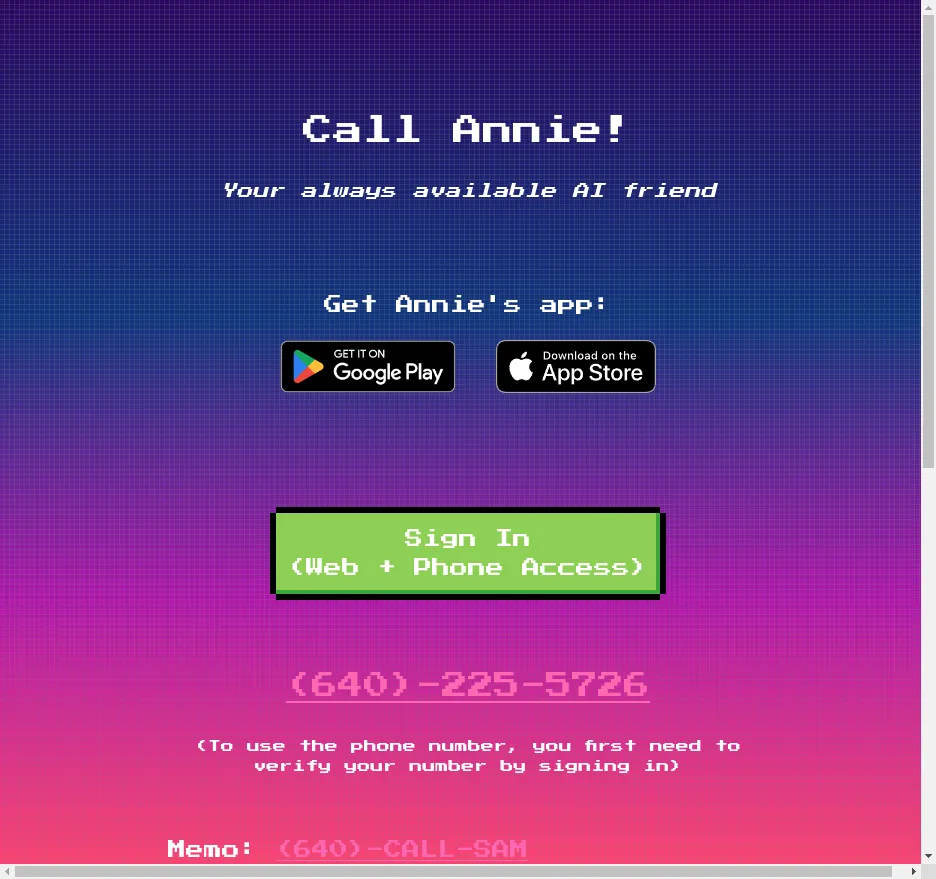 Call Annie!
Your always available AI friend
Get Annie's app:
GET IT ON
Google Play
Download on the
App Store
Sign In
(Web + Phone Access)
(640)-225-5726
(To use the phone number, you first need to
verify your number by signing in)
Memo: (640)-CALL-SAM